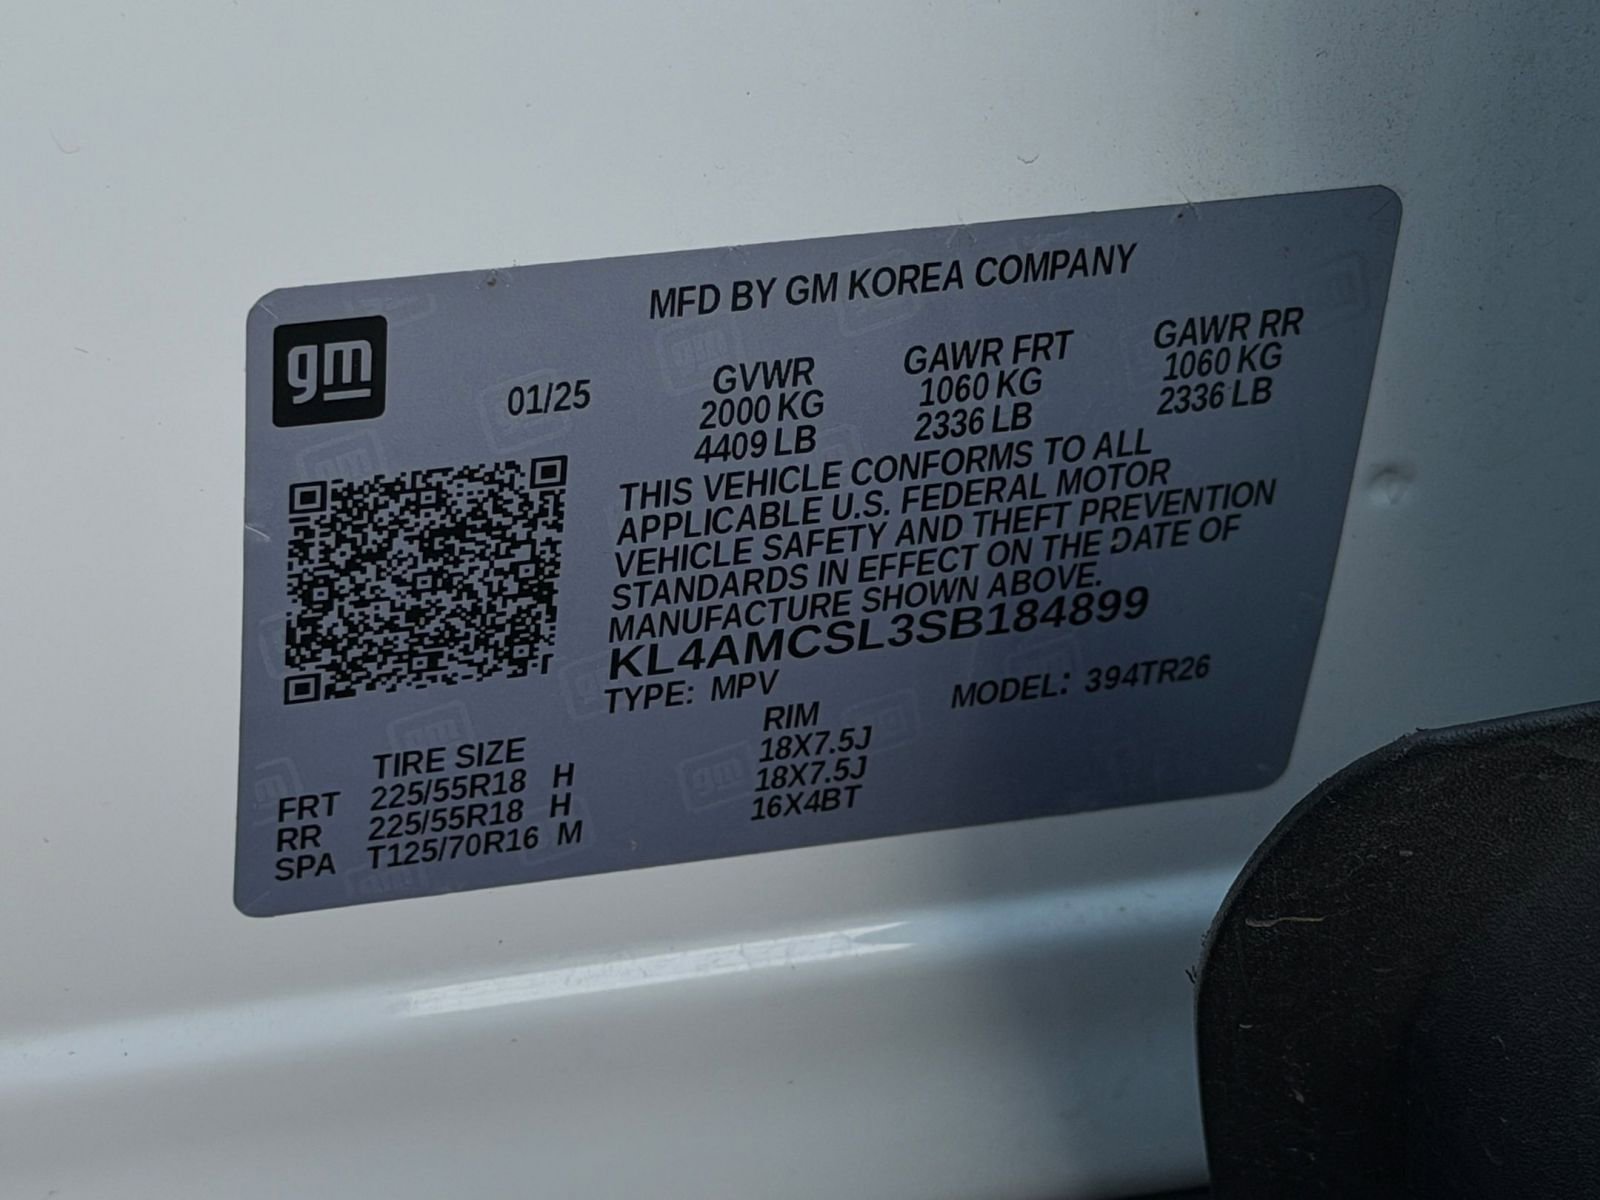 MFD BY GM KOREA COMPANY
gm
01/25
GVWR GAWR FRT GAWR RR
2000 KG 1060 KG 1060 KG
4409 LB 2336 LB 2336 LB
THIS VEHICLE CONFORMS TO ALL
APPLICABLE U.S. FEDERAL MOTOR
VEHICLE SAFETY AND THEFT PREVENTION
STANDARDS IN EFFECT ON THE DATE OF
MANUFACTURE SHOWN ABOVE.
KL4AMCSL3SB184899
TYPE: MPV MODEL: 394TR26
TIRE SIZE RIM
FRT 225/55R18 H 18X7.5J
RR 225/55R18 H 18X7.5J
SPA T125/70R16 M 16X4BT